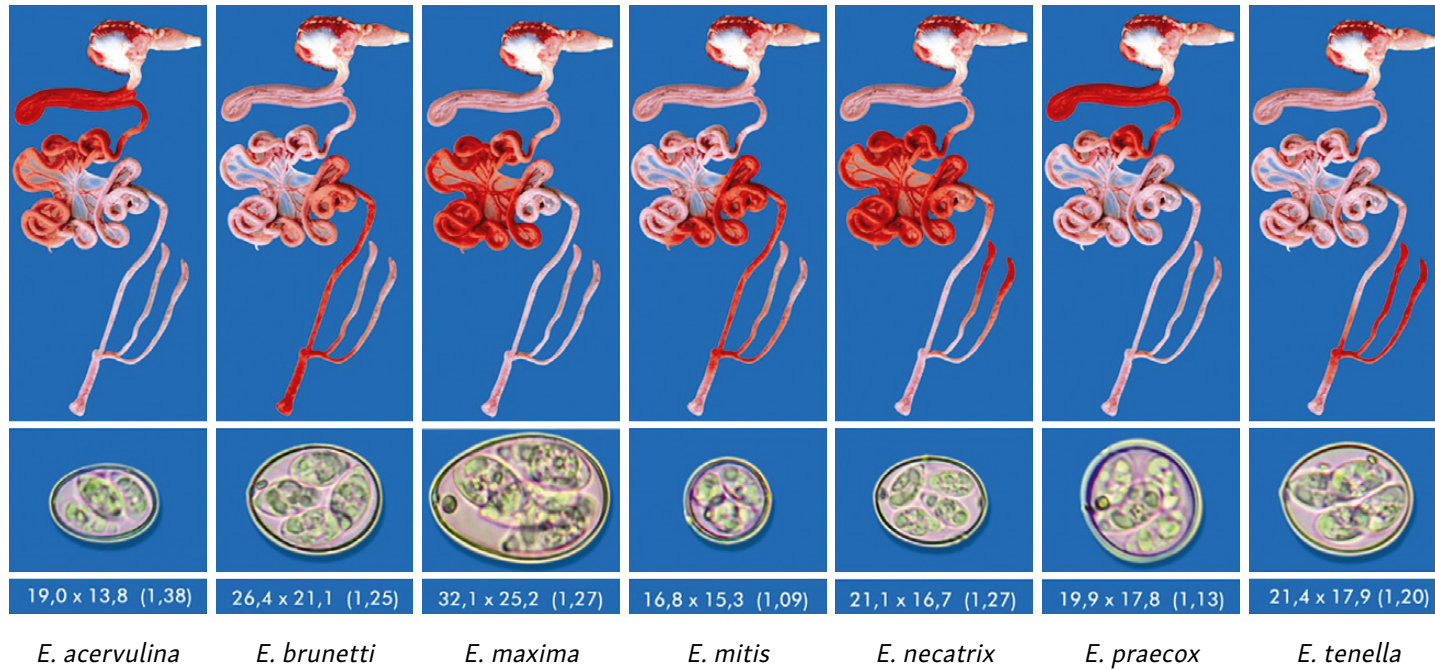 19,0 x 13,8 (1,38)
26,4 x 21,1 (1,25)
32,1 x 25,2 (1,27)
16,8 x 15,3 (1,09)
21,1 x 16,7 (1,27)
19,9 x 17,8 (1,13)
21,4 x 17,9 (1,20)
E. acervulina
E. brunetti
E. maxima
E. mitis
E. necatrix
E. praecox
E. tenella